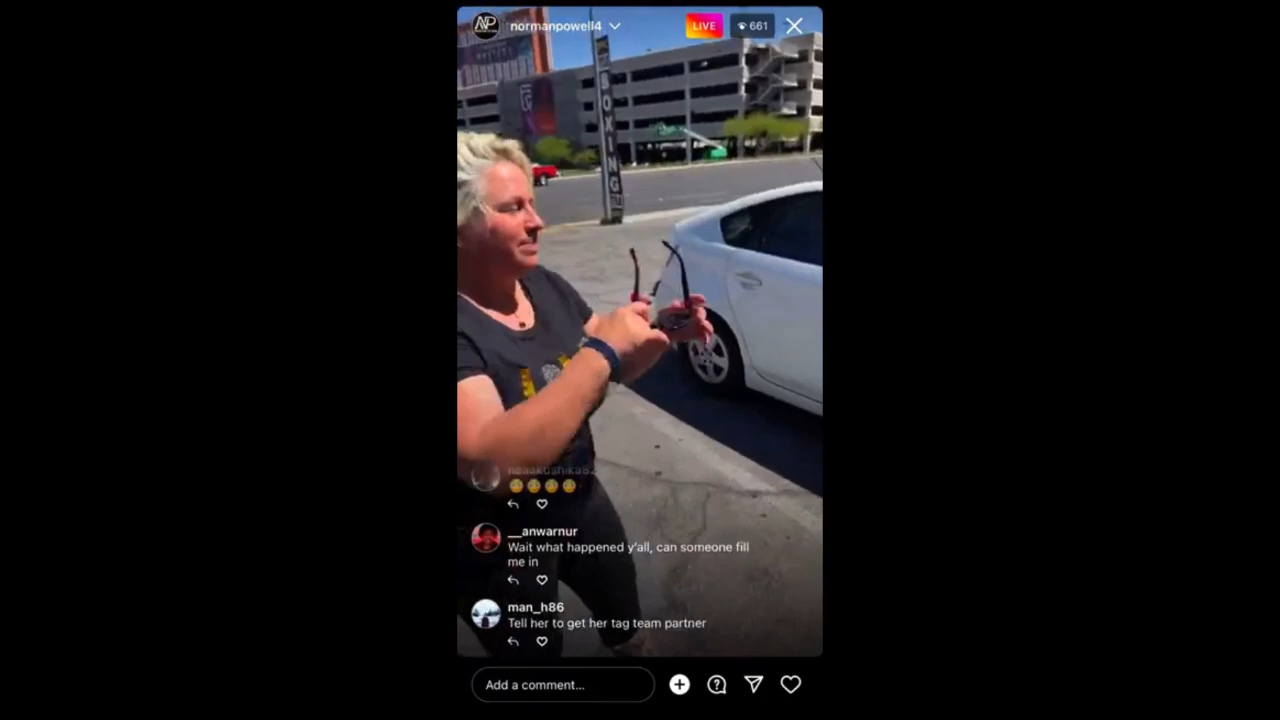 NP
normanpowell4
LIVE
661
BOXING
__anwarnur
Wait what happened y'all, can someone fill
me in
man_h86
Tell her to get her tag team partner
Add a comment...